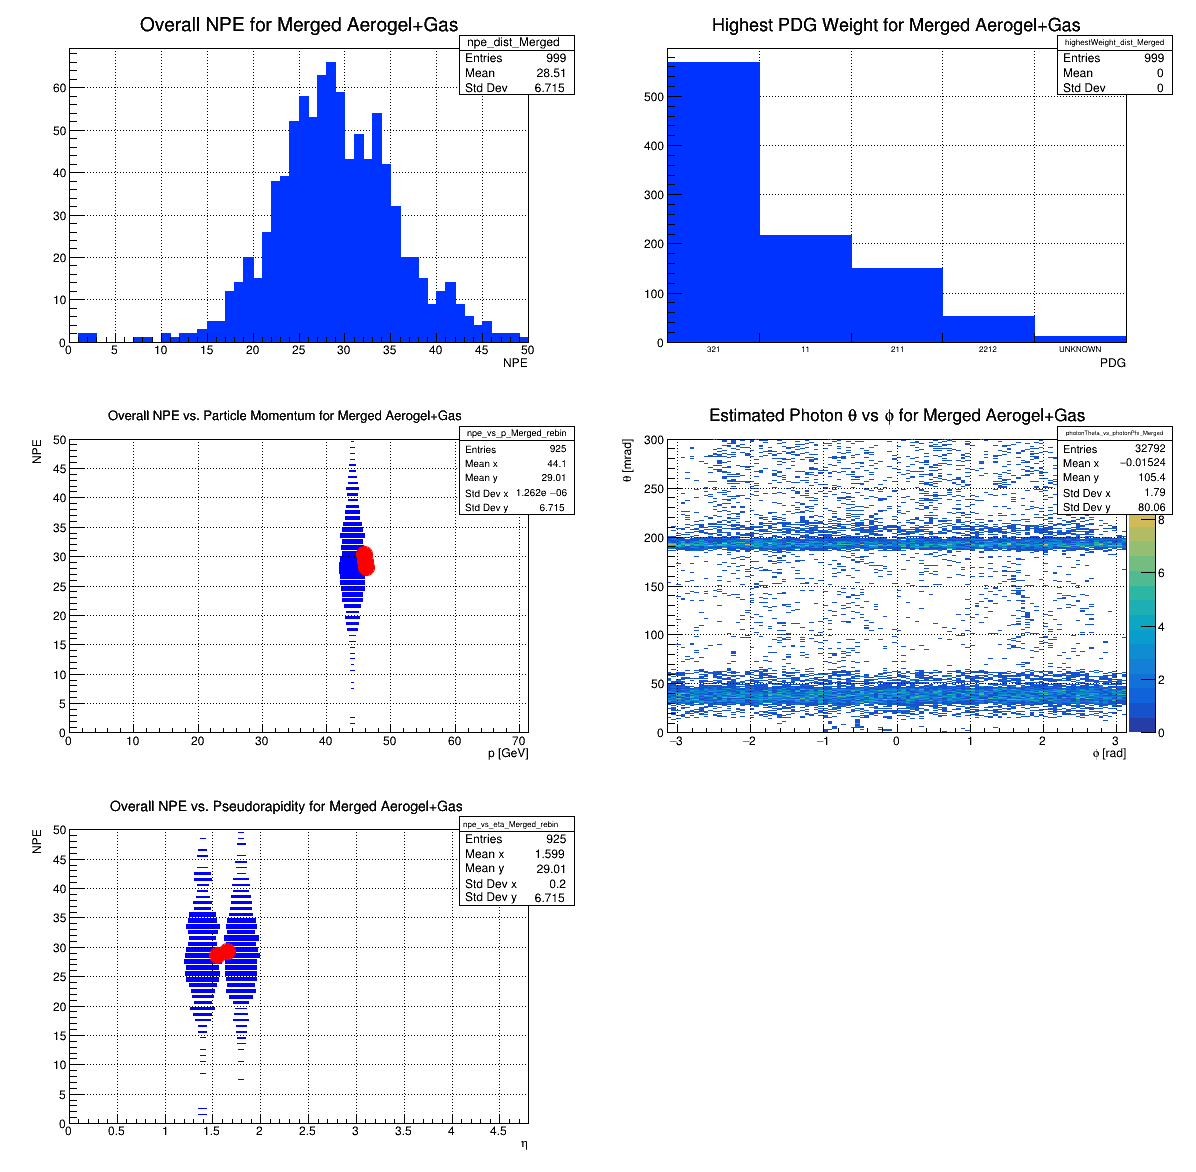 Overall NPE for Merged Aerogel+Gas
npe_dist_Merged
Entries 999
Mean 28.51
Std Dev 6.715
60
50
40
30
20
10
0
0 5 10 15 20 25 30 35 40 45 50
NPE
Highest PDG Weight for Merged Aerogel+Gas
highestWeight_dist_Merged
Entries 999
Mean 0
Std Dev 0
500
400
300
200
100
0
321 11 211 2212 UNKNOWN
PDG
Overall NPE vs. Particle Momentum for Merged Aerogel+Gas
npe_vs_p_Merged_rebin
Entries 925
Mean x 44.1
Mean y 29.01
Std Dev x 1.262e −06
Std Dev y 6.715
NPE
50
45
40
35
30
25
20
15
10
5
0
0 10 20 30 40 50 60 70
p [GeV]
Estimated Photon θ vs ϕ for Merged Aerogel+Gas
photonTheta_vs_photonPhi_Merged
Entries 32792
Mean x −0.01524
Mean y 105.4
Std Dev x 1.79
Std Dev y 80.06
θ [mrad]
300
250
200
150
100
50
0
−3 −2 −1 0 1 2 3
ϕ [rad]
8
6
4
2
0
Overall NPE vs. Pseudorapidity for Merged Aerogel+Gas
npe_vs_eta_Merged_rebin
Entries 925
Mean x 1.599
Mean y 29.01
Std Dev x 0.2
Std Dev y 6.715
NPE
50
45
40
35
30
25
20
15
10
5
0
0 0.5 1 1.5 2 2.5 3 3.5 4 4.5
η